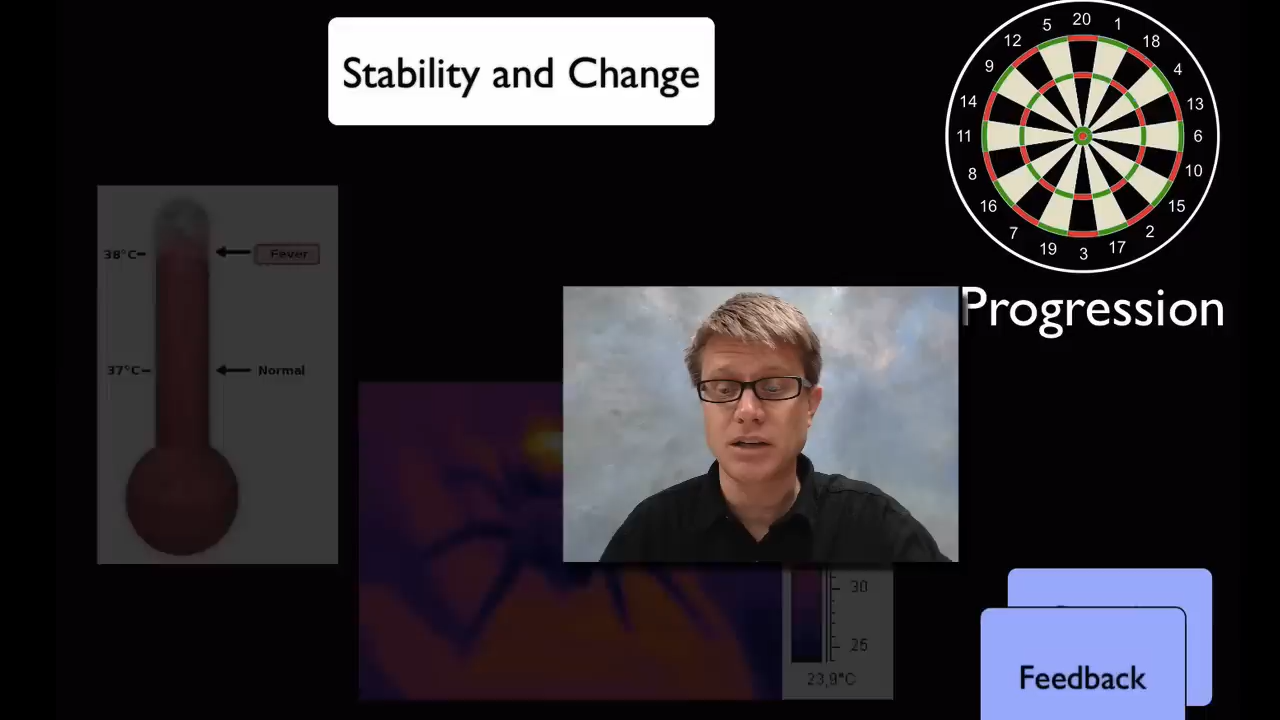 Stability and Change
20
1
18
4
13
6
10
15
2
17
3
19
7
16
8
11
14
9
12
5
Progression
38°C
Fever
37°C
Normal
30
25
23,9°C
Feedback